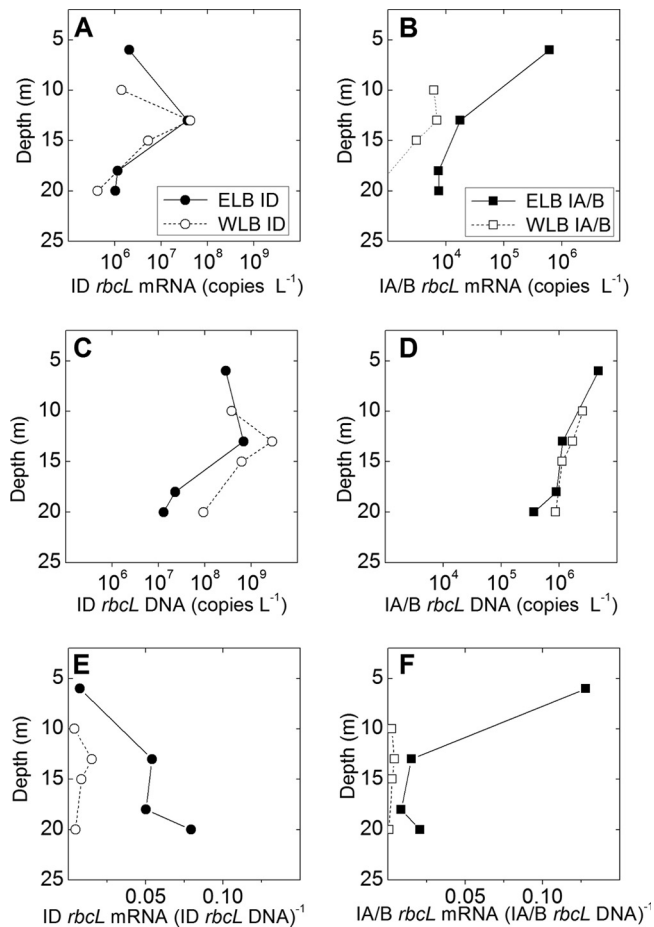 A
5
10
15
20
25
Depth (m)
ELB ID
WLB ID
10^6 10^7 10^8 10^9
ID rbcL mRNA (copies L^-1)
B
5
10
15
20
25
Depth (m)
ELB IA/B
WLB IA/B
10^4 10^5 10^6
IA/B rbcL mRNA (copies L^-1)
C
5
10
15
20
25
Depth (m)
10^6 10^7 10^8 10^9
ID rbcL DNA (copies L^-1)
D
5
10
15
20
25
Depth (m)
10^4 10^5 10^6
IA/B rbcL DNA (copies L^-1)
E
5
10
15
20
25
Depth (m)
0.05 0.10
ID rbcL mRNA (ID rbcL DNA)^-1
F
5
10
15
20
25
Depth (m)
0.05 0.10
IA/B rbcL mRNA (IA/B rbcL DNA)^-1